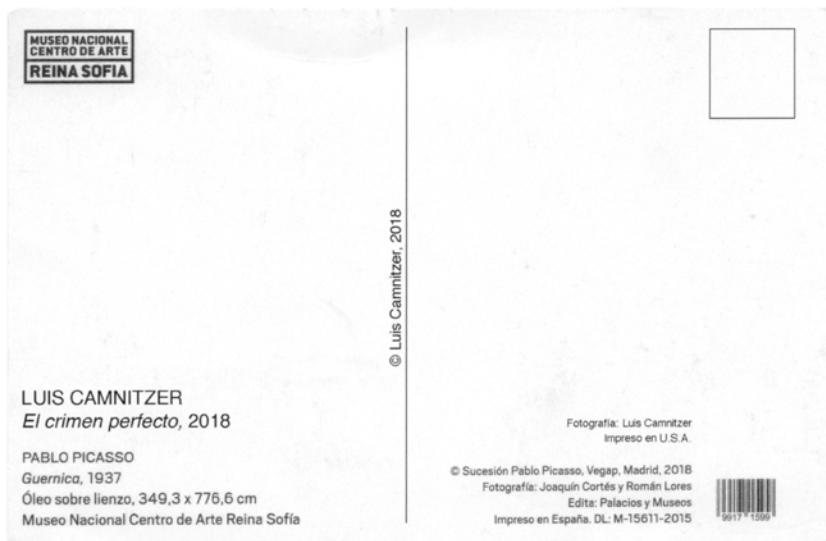 MUSEO NACIONAL
CENTRO DE ARTE
REINA SOFIA
LUIS CAMNITZER
El crimen perfecto, 2018
PABLO PICASSO
Guernica, 1937
Óleo sobre lienzo, 349,3 x 776,6 cm
Museo Nacional Centro de Arte Reina Sofía
© Luis Camnitzer, 2018
Fotografía: Luis Camnitzer
Impreso en U.S.A.
© Sucesión Pablo Picasso, Vegap, Madrid, 2018
Fotografía: Joaquín Cortés y Román Lores
Edita: Palacios y Museos
Impreso en España. DL: M-15611-2015
9917 1599